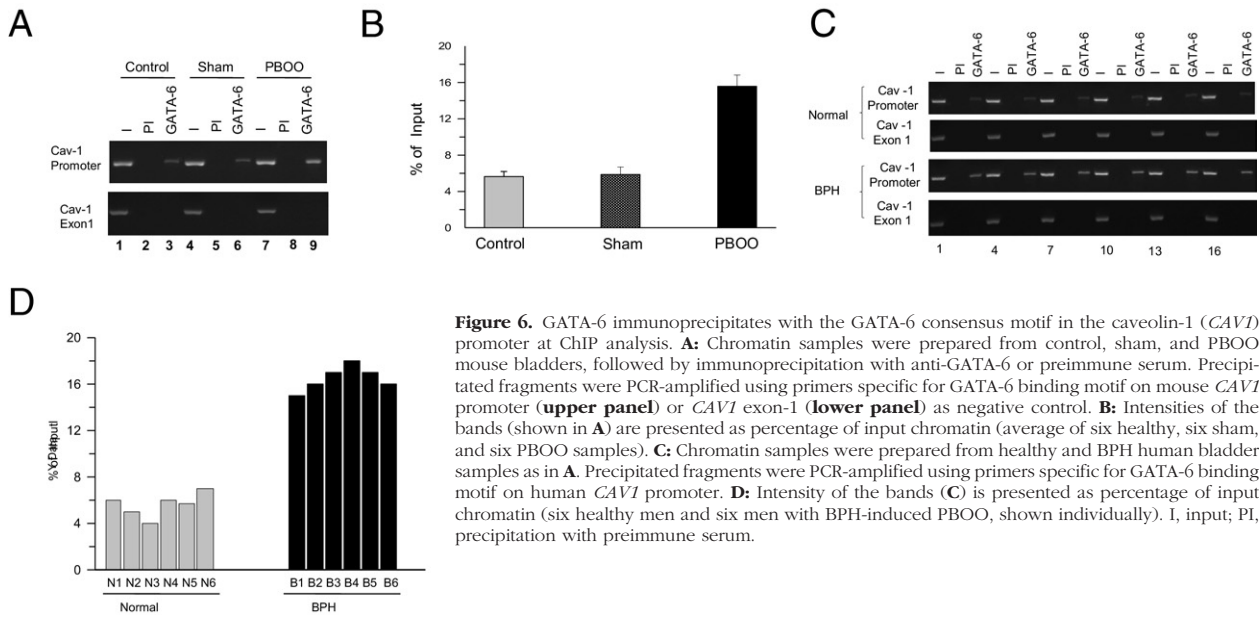 A
Control Sham PBOO
I PI GATA-6 I PI GATA-6 I PI GATA-6
Cav-1
Promoter
Cav-1
Exon1
1 2 3 4 5 6 7 8 9
B
% of Input
20
16
12
8
4
0
Control Sham PBOO
C
I PI GATA-6 I PI GATA-6 I PI GATA-6 I PI GATA-6 I PI GATA-6 I PI GATA-6
Normal
Cav -1
Promoter
Cav -1
Exon 1
BPH
Cav -1
Promoter
Cav -1
Exon 1
1 4 7 10 13 16
D
20
16
12
8
4
0
N1 N2 N3 N4 N5 N6 B1 B2 B3 B4 B5 B6
Normal BPH
Figure 6. GATA-6 immunoprecipitates with the GATA-6 consensus motif in the caveolin-1 (CAV1)
promoter at ChIP analysis. A: Chromatin samples were prepared from control, sham, and PBOO
mouse bladders, followed by immunoprecipitation with anti-GATA-6 or preimmune serum. Precipi-
tated fragments were PCR-amplified using primers specific for GATA-6 binding motif on mouse CAV1
promoter (upper panel) or CAV1 exon-1 (lower panel) as negative control. B: Intensities of the
bands (shown in A) are presented as percentage of input chromatin (average of six healthy, six sham,
and six PBOO samples). C: Chromatin samples were prepared from healthy and BPH human bladder
samples as in A. Precipitated fragments were PCR-amplified using primers specific for GATA-6 binding
motif on human CAV1 promoter. D: Intensity of the bands (C) is presented as percentage of input
chromatin (six healthy men and six men with BPH-induced PBOO, shown individually). I, input; PI,
precipitation with preimmune serum.